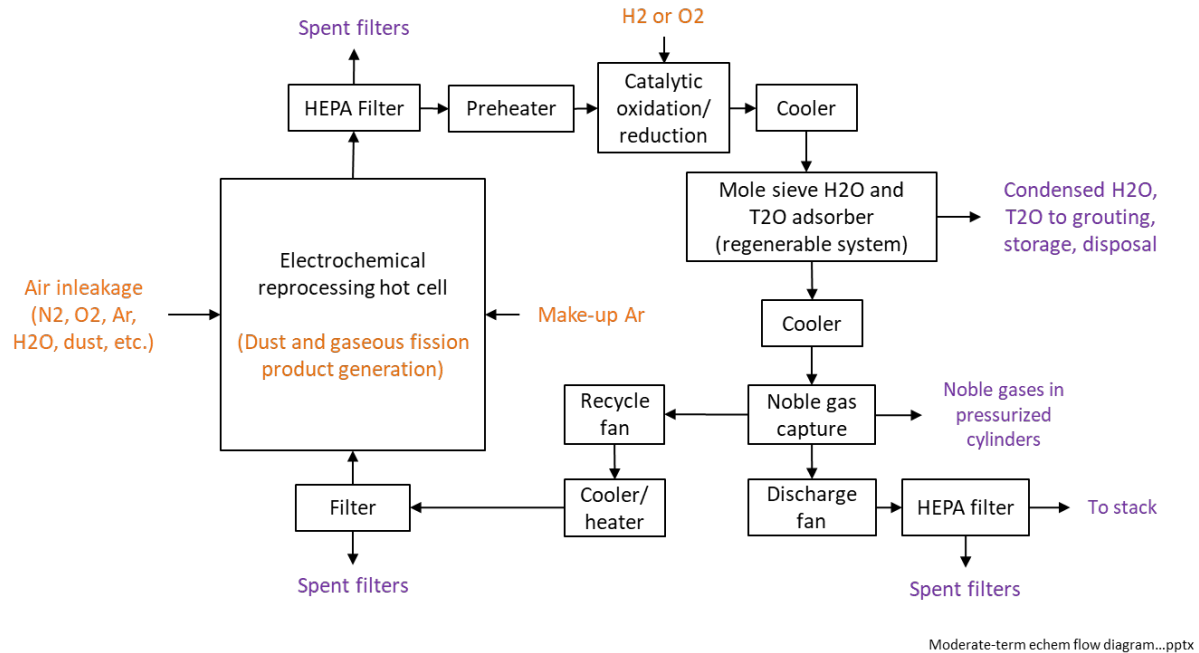 H2 or O2
Spent filters
HEPA Filter
Preheater
Catalytic
oxidation/
reduction
Cooler
Mole sieve H2O and
T2O adsorber
(regenerable system)
Condensed H2O,
T2O to grouting,
storage, disposal
Electrochemical
reprocessing hot cell
(Dust and gaseous fission
product generation)
Air inleakage
(N2, O2, Ar,
H2O, dust, etc.)
Make-up Ar
Cooler
Recycle
fan
Noble gas
capture
Noble gases in
pressurized
cylinders
Filter
Cooler/
heater
Discharge
fan
HEPA filter
To stack
Spent filters
Spent filters
Moderate-term echem flow diagram...pptx